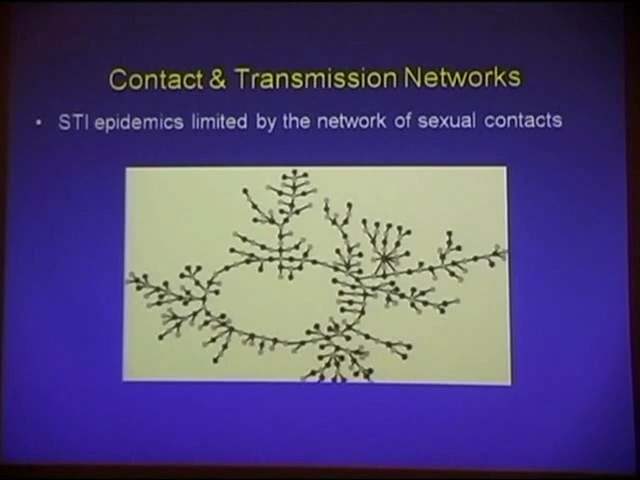 Contact & Transmission Networks
• STI epidemics limited by the network of sexual contacts